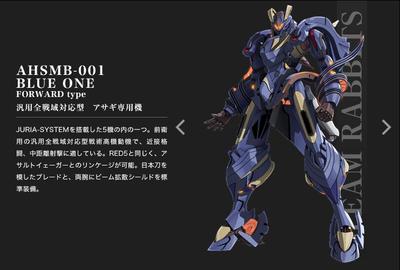 AHSMB-001
BLUE ONE
FORWARD type
汎用全戦域対応型 アサギ専用機
JURIA-SYSTEMを搭載した5機の内の一つ。前衛
用の汎用全戦域対応型戦術高機動機で、近接格
闘、中距離射撃に適している。RED5と同じく、ア
サルトイェーガーとのリンケージが可能。日本刀を
模したブレードと、両腕にビーム拡散シールドを標
準装備。
TEAM RABBITS